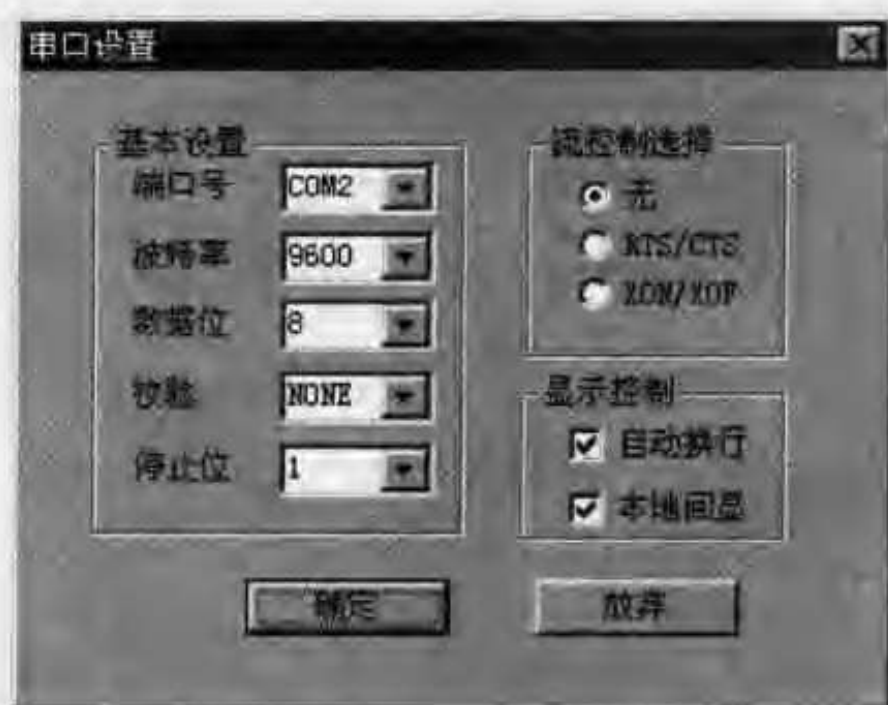 串口设置
基本设置
端口号 COM2
波特率 9600
数据位 8
校验 NONE
停止位 1
流控制选择
无
RTS/CTS
XON/XOF
显示控制
自动换行
本地回显
确定
放弃